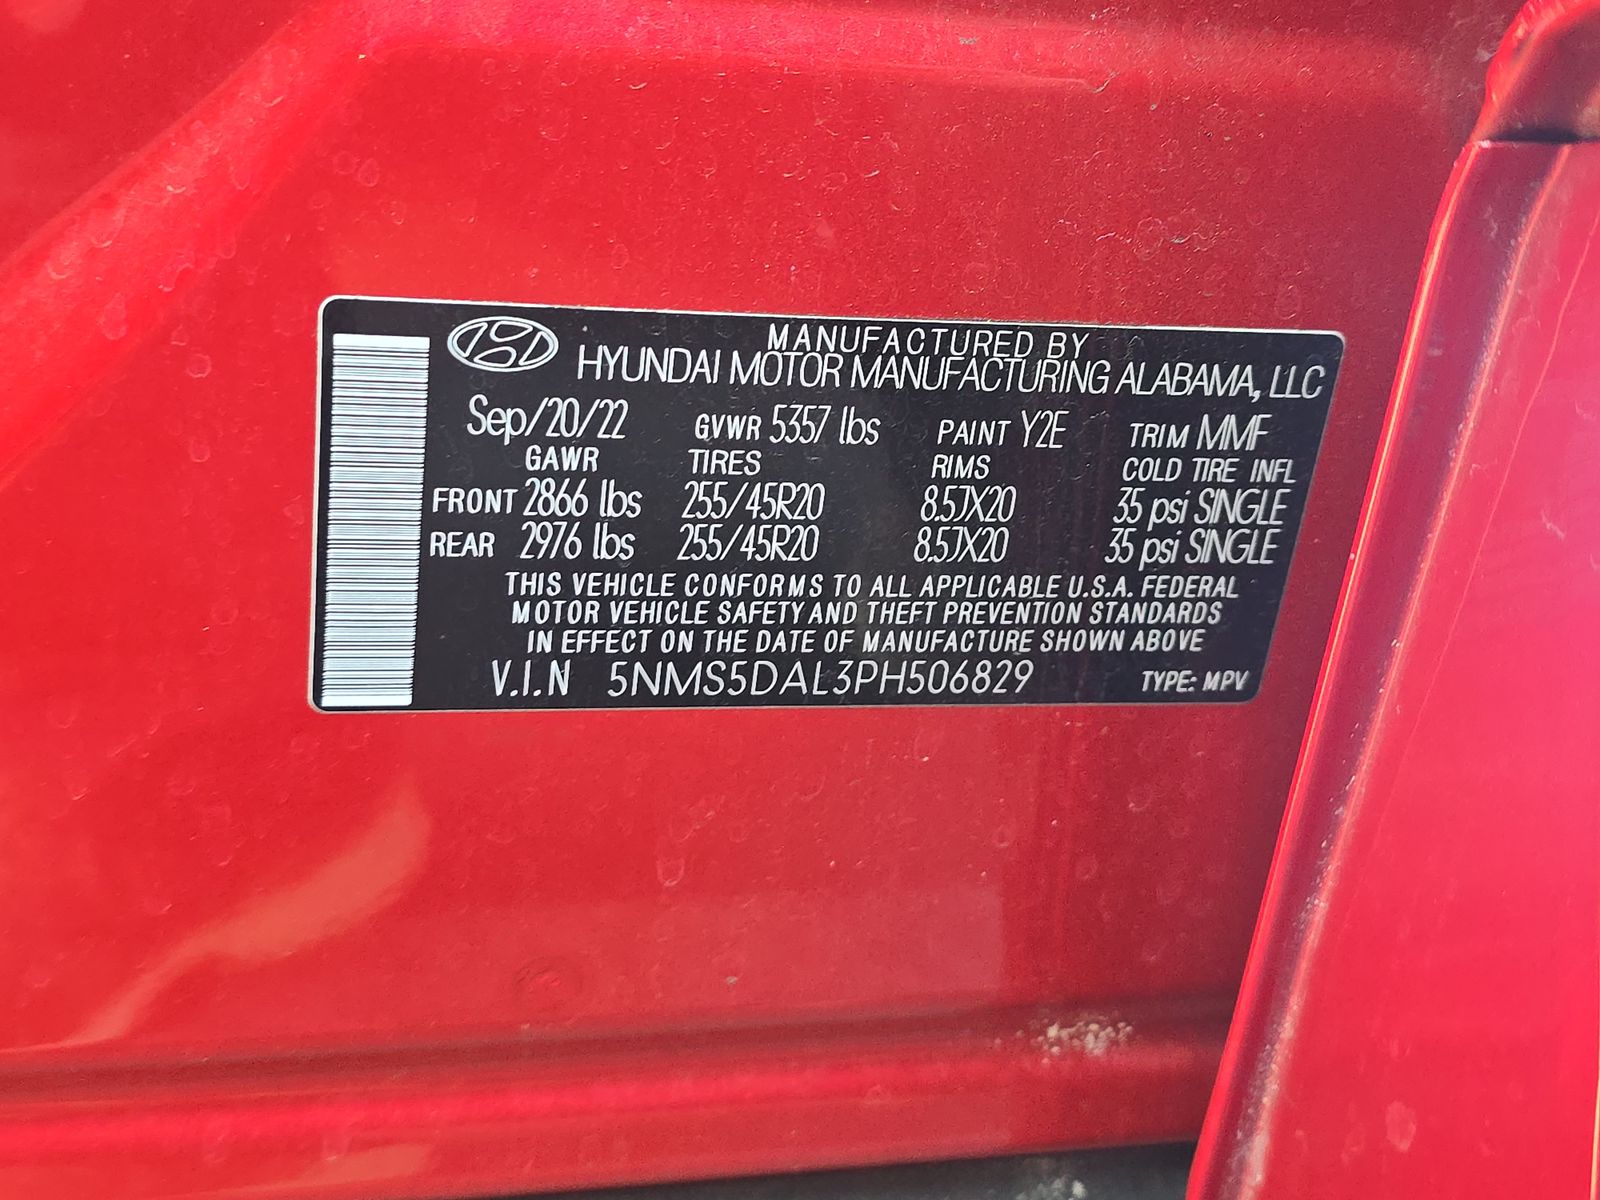 MANUFACTURED BY
HYUNDAI MOTOR MANUFACTURING ALABAMA, LLC
Sep/20/22 GVWR 5357 lbs PAINT Y2E TRIM MMF
GAWR TIRES RIMS COLD TIRE INFL
FRONT 2866 lbs 255/45R20 8.5JX20 35 psi SINGLE
REAR 2976 lbs 255/45R20 8.5JX20 35 psi SINGLE
THIS VEHICLE CONFORMS TO ALL APPLICABLE U.S.A. FEDERAL
MOTOR VEHICLE SAFETY AND THEFT PREVENTION STANDARDS
IN EFFECT ON THE DATE OF MANUFACTURE SHOWN ABOVE
V.I.N 5NMS5DAL3PH506829 TYPE: MPV